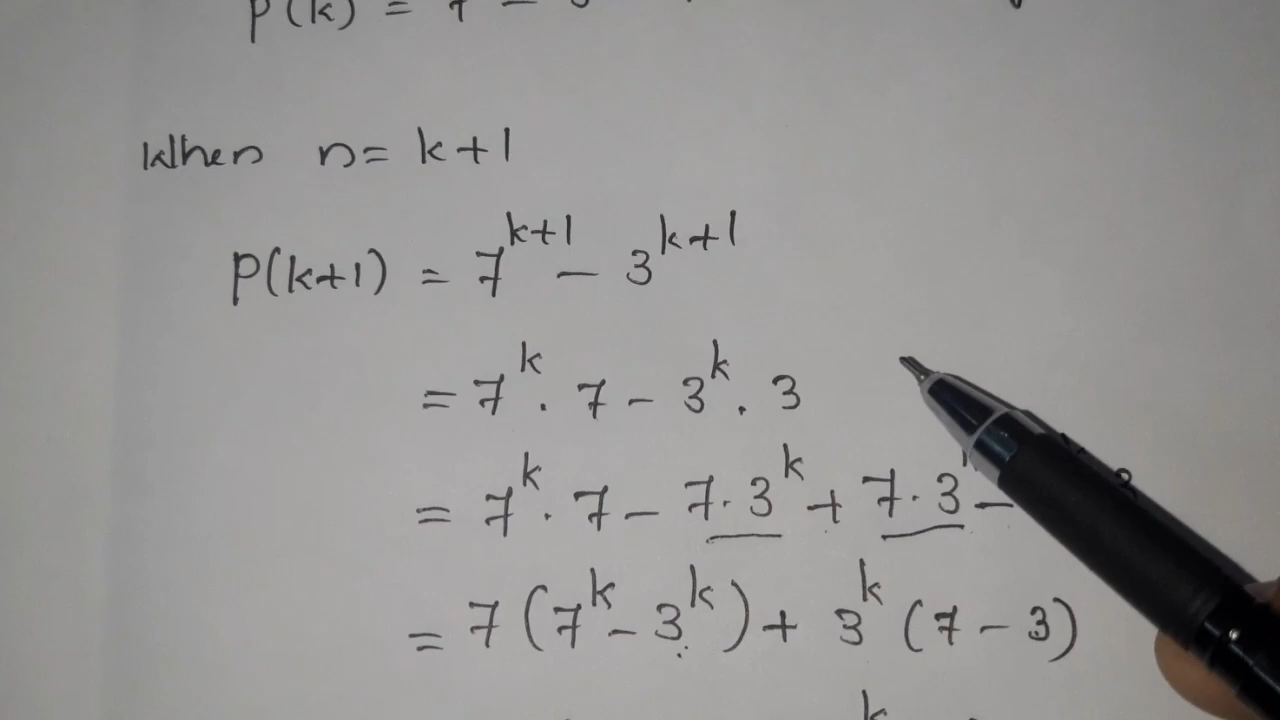 P(k) = 7 -
When n = k+1
P(k+1) = 7^{k+1} - 3^{k+1}
= 7^k . 7 - 3^k . 3
= 7^k . 7 - 7 . 3^k + 7 . 3 -
= 7 (7^k - 3^k) + 3^k (7 - 3)
k